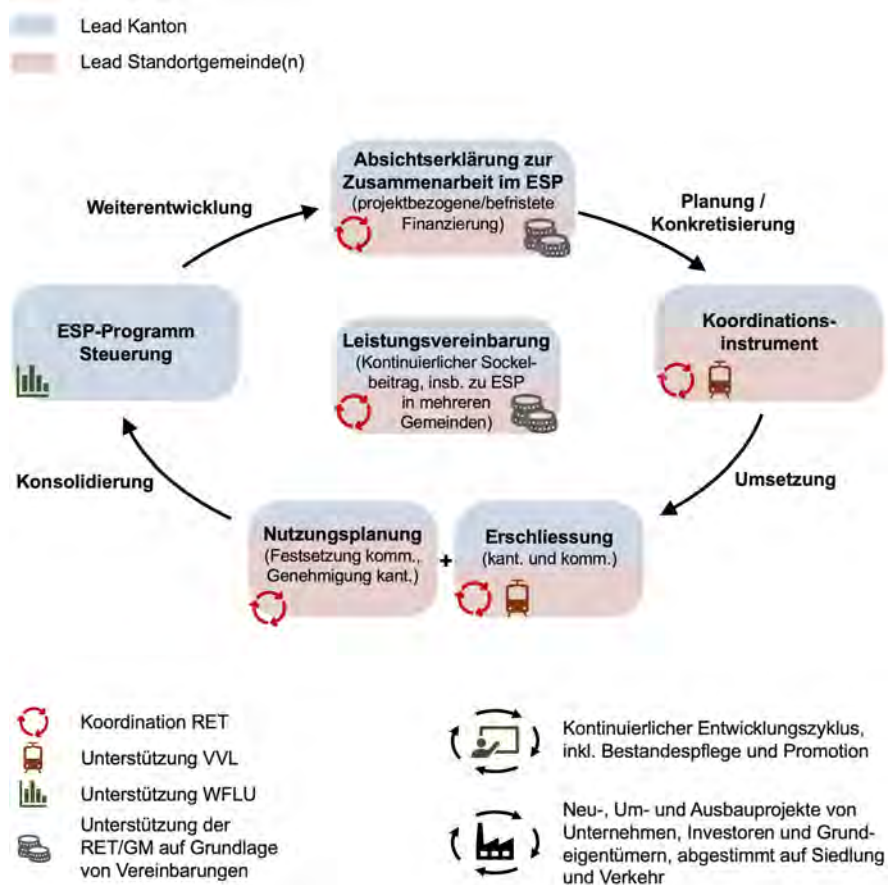 Lead Kanton
Lead Standortgemeinde(n)
Absichtserklärung zur
Zusammenarbeit im ESP
(projektbezogene/befristete
Finanzierung)
Weiterentwicklung
Planung /
Konkretisierung
ESP-Programm
Steuerung
Leistungsvereinbarung
(Kontinuierlicher Sockel-
beitrag, insb. zu ESP
in mehreren
Gemeinden)
Koordinations-
instrument
Konsolidierung
Umsetzung
Nutzungsplanung
(Festsetzung komm.,
Genehmigung kant.)
+
Erschliessung
(kant. und komm.)
Koordination RET
Unterstützung VVL
Unterstützung WFLU
Unterstützung der
RET/GM auf Grundlage
von Vereinbarungen
Kontinuierlicher Entwicklungszyklus,
inkl. Bestandespflege und Promotion
Neu-, Um- und Ausbauprojekte von
Unternehmen, Investoren und Grund-
eigentümern, abgestimmt auf Siedlung
und Verkehr